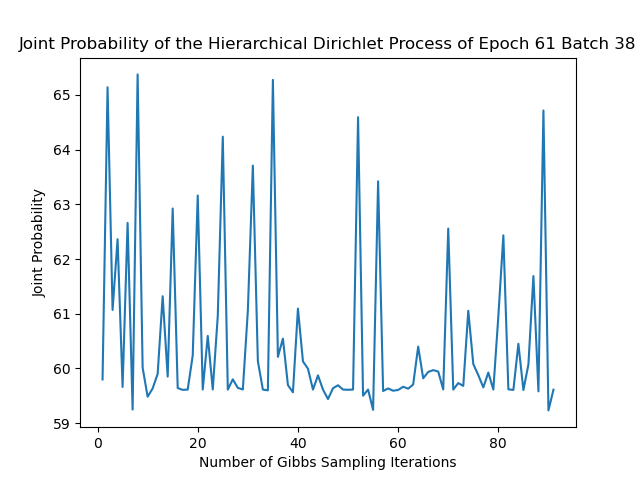 Joint Probability of the Hierarchical Dirichlet Process of Epoch 61 Batch 38
Joint Probability
65
64
63
62
61
60
59
0 20 40 60 80
Number of Gibbs Sampling Iterations